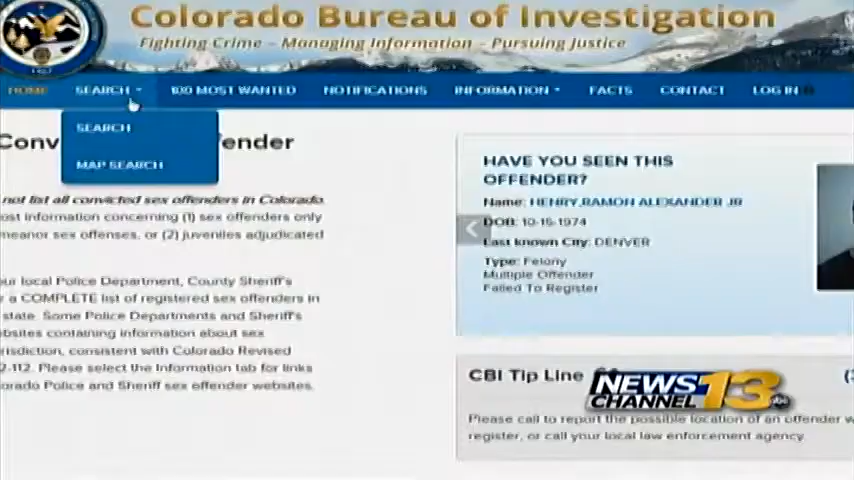 Colorado Bureau of Investigation
Fighting Crime – Managing Information – Pursuing Justice
HOME SEARCH 100 MOST WANTED NOTIFICATIONS INFORMATION FACTS CONTACT LOG IN
SEARCH
MAP SEARCH
Conv ender
not list all convicted sex offenders in Colorado.
ost information concerning (1) sex offenders only
meanor sex offenses, or (2) juveniles adjudicated
our local Police Department, County Sheriff's
r a COMPLETE list of registered sex offenders in
state. Some Police Departments and Sheriff's
bsites containing information about sex
risdiction, consistent with Colorado Revised
2-112. Please select the Information tab for links
orado Police and Sheriff sex offender websites.
HAVE YOU SEEN THIS
OFFENDER?
Name: HENRY,RAMON ALEXANDER JR
DOB: 10-15-1974
Last known City: DENVER
Type: Felony
Multiple Offender
Failed To Register
CBI Tip Line
NEWS 13
CHANNEL abc
Please call to report the possible location of an offender w
register, or call your local law enforcement agency.